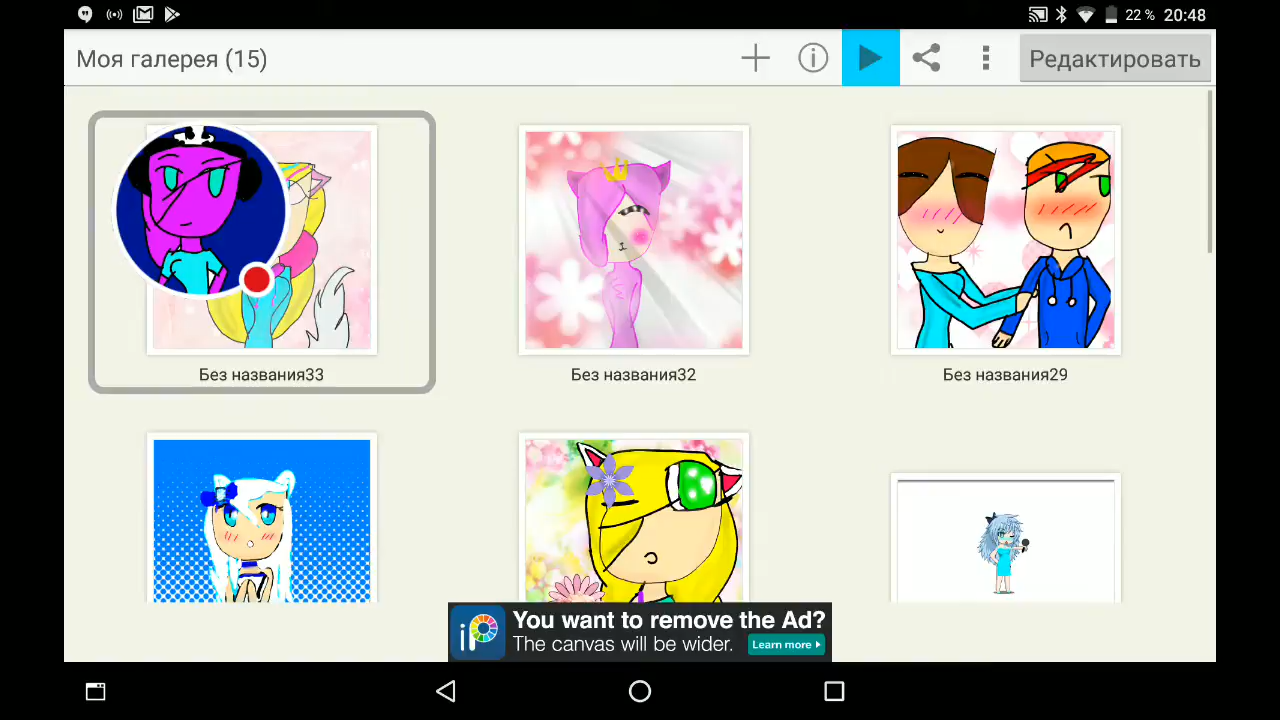 22 % 20:48
Моя галерея (15)
Редактировать
Без названия33
Без названия32
Без названия29
iP
You want to remove the Ad?
The canvas will be wider.
Learn more